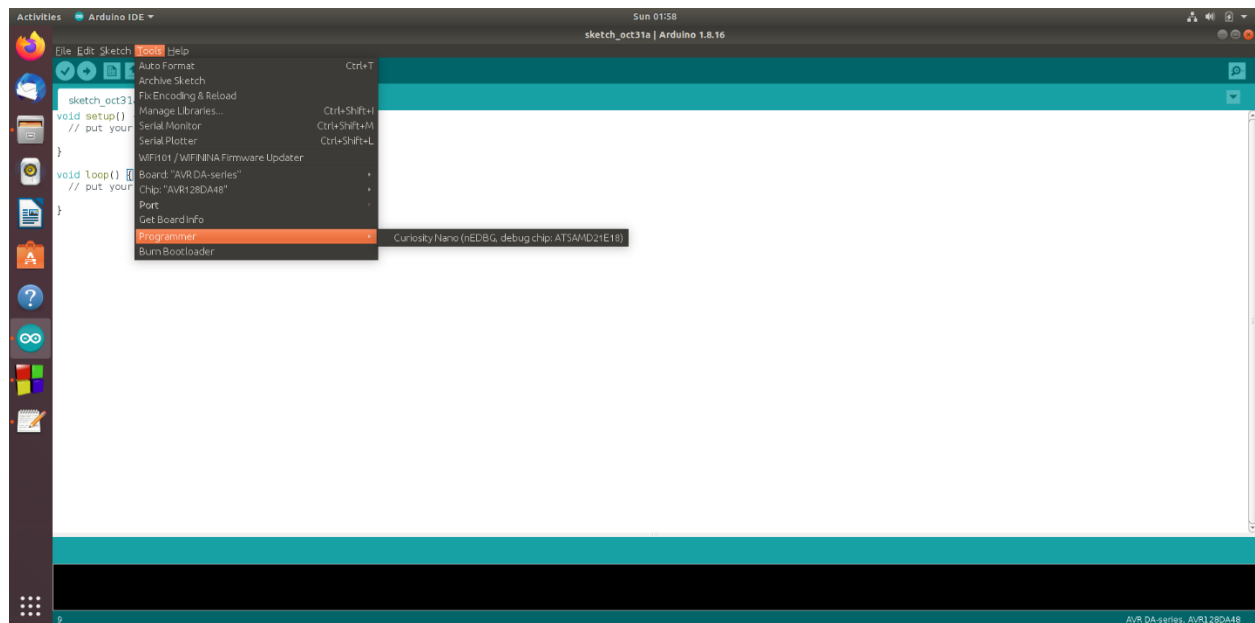 Activities Arduino IDE Sun 01:58
sketch_oct31a | Arduino 1.8.16
File Edit Sketch Tools Help
sketch_oct31
void setup()
// put your
}
void loop() {
// put your
}
Auto Format Ctrl+T
Archive Sketch
Fix Encoding & Reload
Manage Libraries... Ctrl+Shift+I
Serial Monitor Ctrl+Shift+M
Serial Plotter Ctrl+Shift+L
WiFi101 / WiFiNINA Firmware Updater
Board: "AVR DA-series"
Chip: "AVR128DA48"
Port
Get Board Info
Programmer
Curiosity Nano (nEDBG, debug chip: ATSAMD21E18)
Burn Bootloader
9 AVR DA-series, AVR128DA48